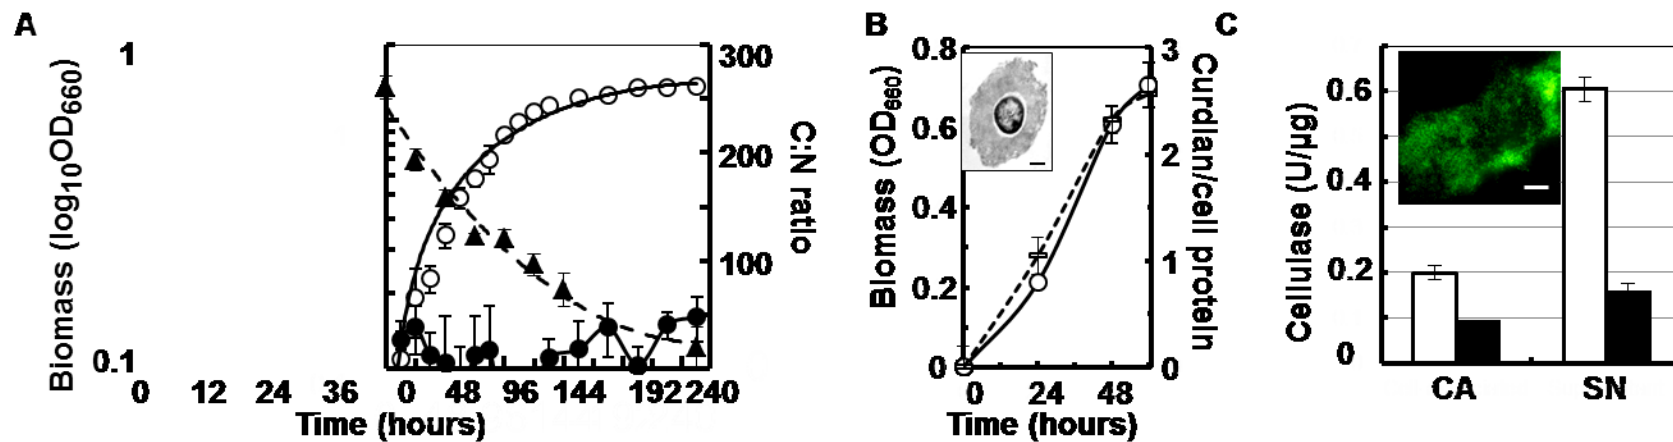 A
Biomass (log10OD660)
1
0.1
0 12 24 36 0 48 96 144 192 240
Time (hours)
300
200
100
C:N ratio
B
Biomass (OD660)
0.8
0.6
0.4
0.2
0
0 24 48
Time (hours)
3
2
1
0
Curdlan/cell protein
C
Cellulase (U/µg)
0.6
0.4
0.2
0
CA SN